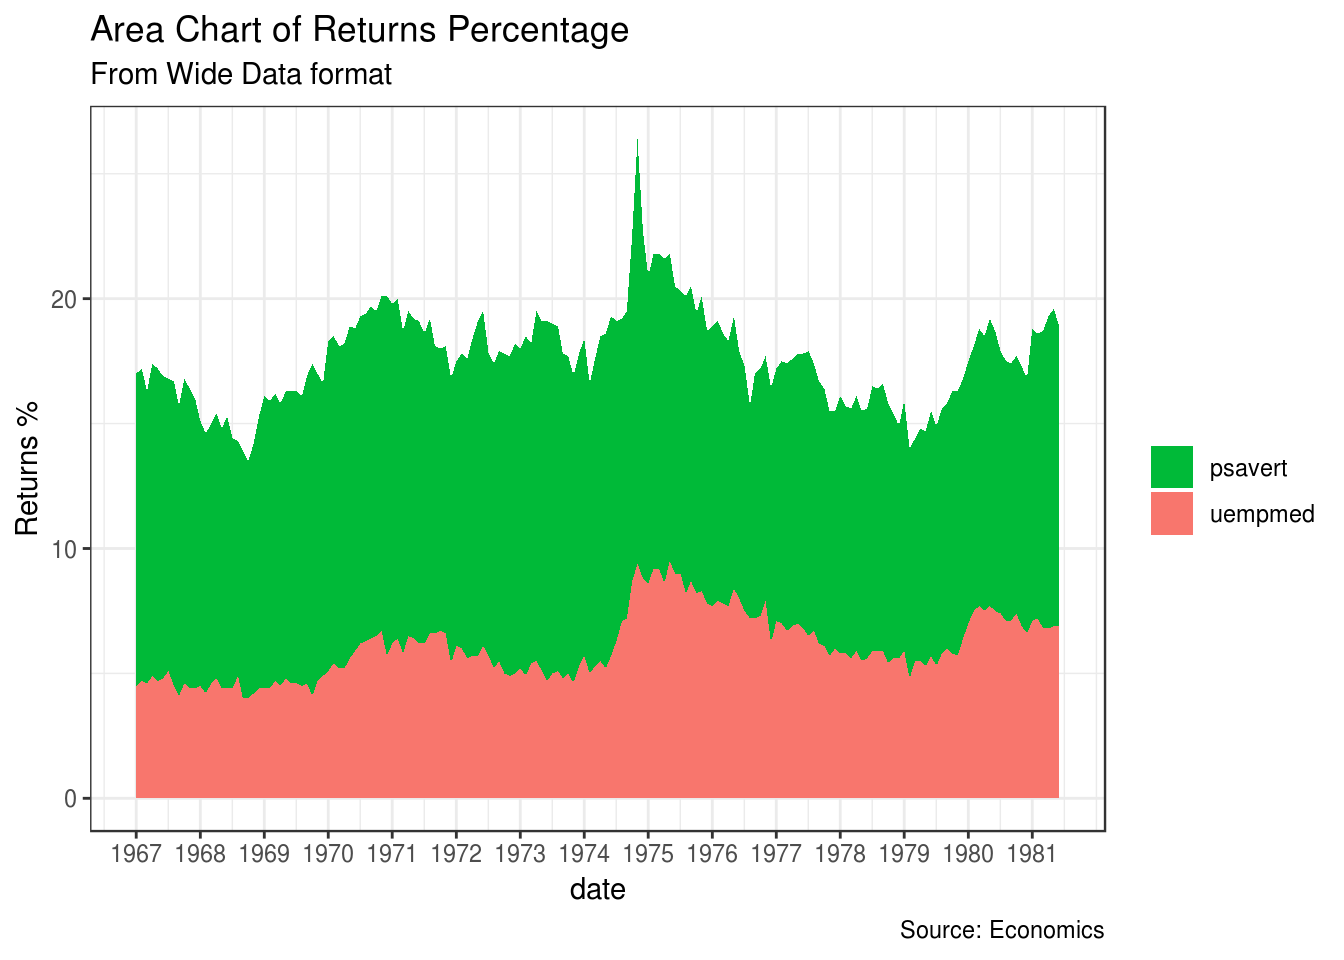 Area Chart of Returns Percentage
From Wide Data format
Returns %
20
10
0
1967 1968 1969 1970 1971 1972 1973 1974 1975 1976 1977 1978 1979 1980 1981
date
psavert
uempmed
Source: Economics